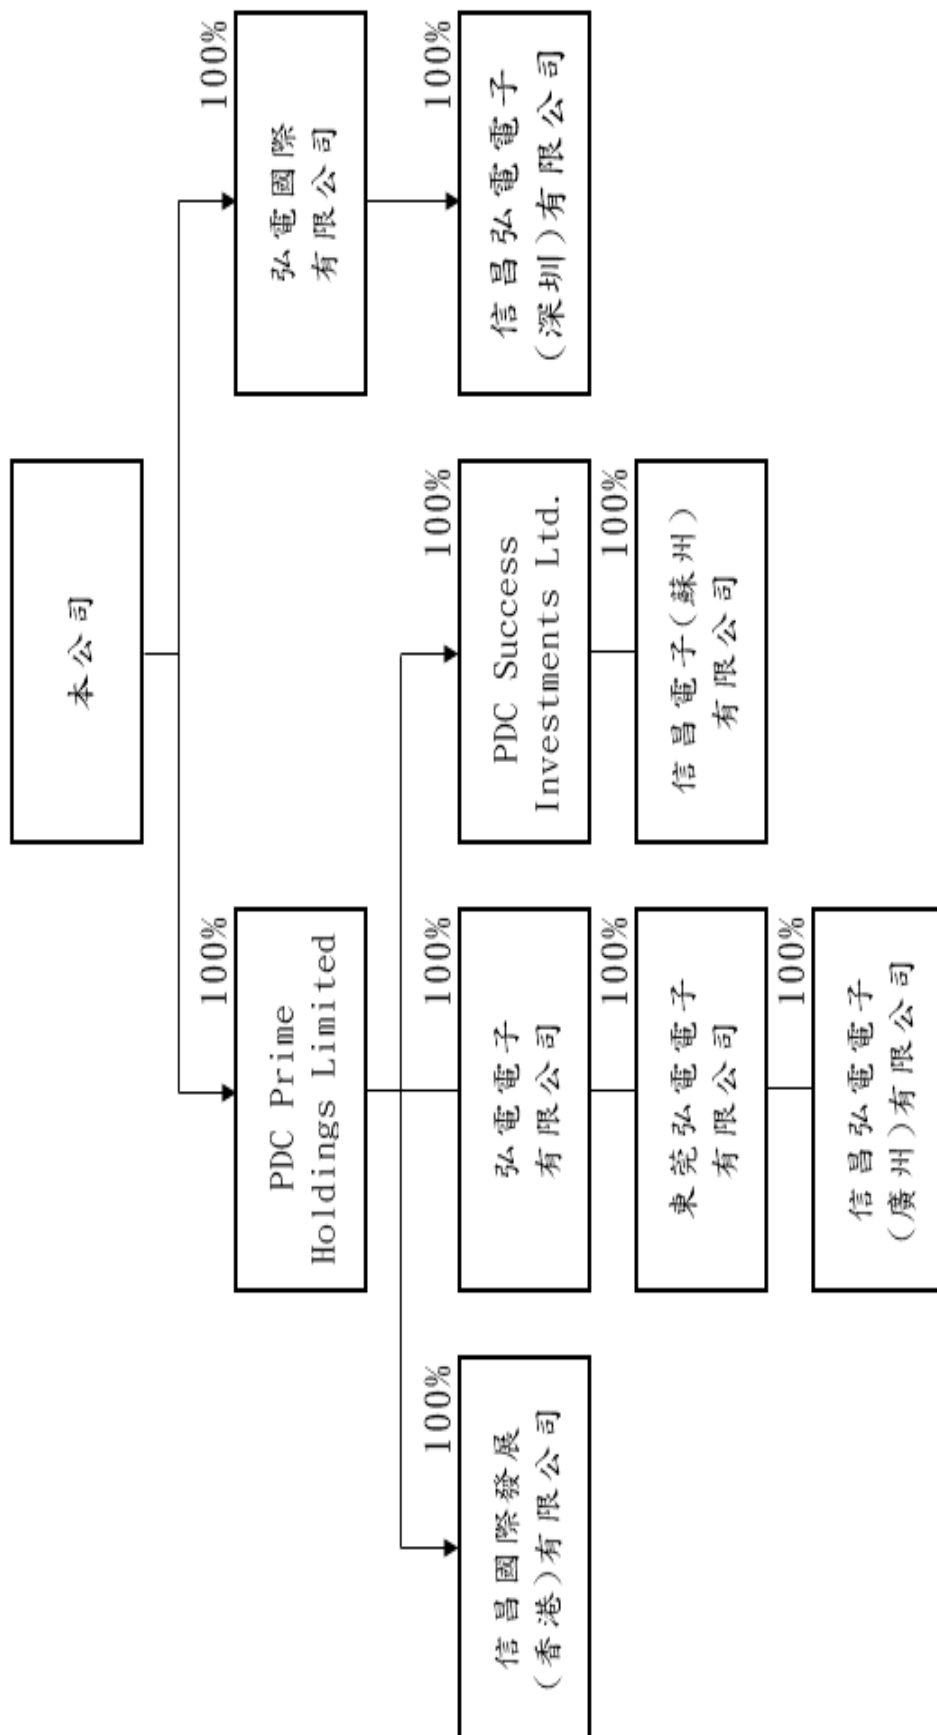 本公司
100%
PDC Prime
Holdings Limited
100%
弘電國際
有限公司
100%
信昌國際發展
(香港)有限公司
100%
弘電電子
有限公司
100%
PDC Success
Investments Ltd.
100%
信昌弘電電子
(深圳)有限公司
100%
東莞弘電電子
有限公司
100%
信昌電子(蘇州)
有限公司
100%
信昌弘電電子
(廣州)有限公司